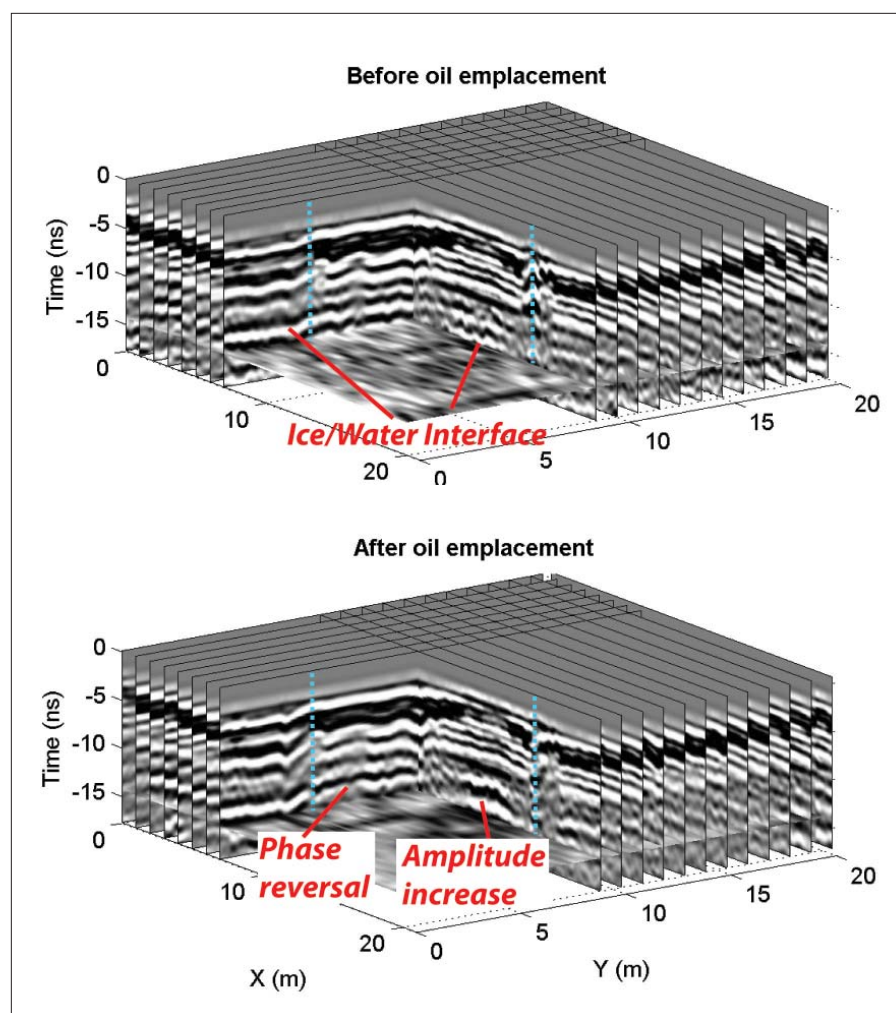 Before oil emplacement
0
-5
-10
-15
Time (ns)
0
10
20
0
5
10
15
20
Ice/Water Interface
After oil emplacement
0
-5
-10
-15
Time (ns)
0
10
20
0
5
10
15
20
Phase
reversal
Amplitude
increase
X (m)
Y (m)